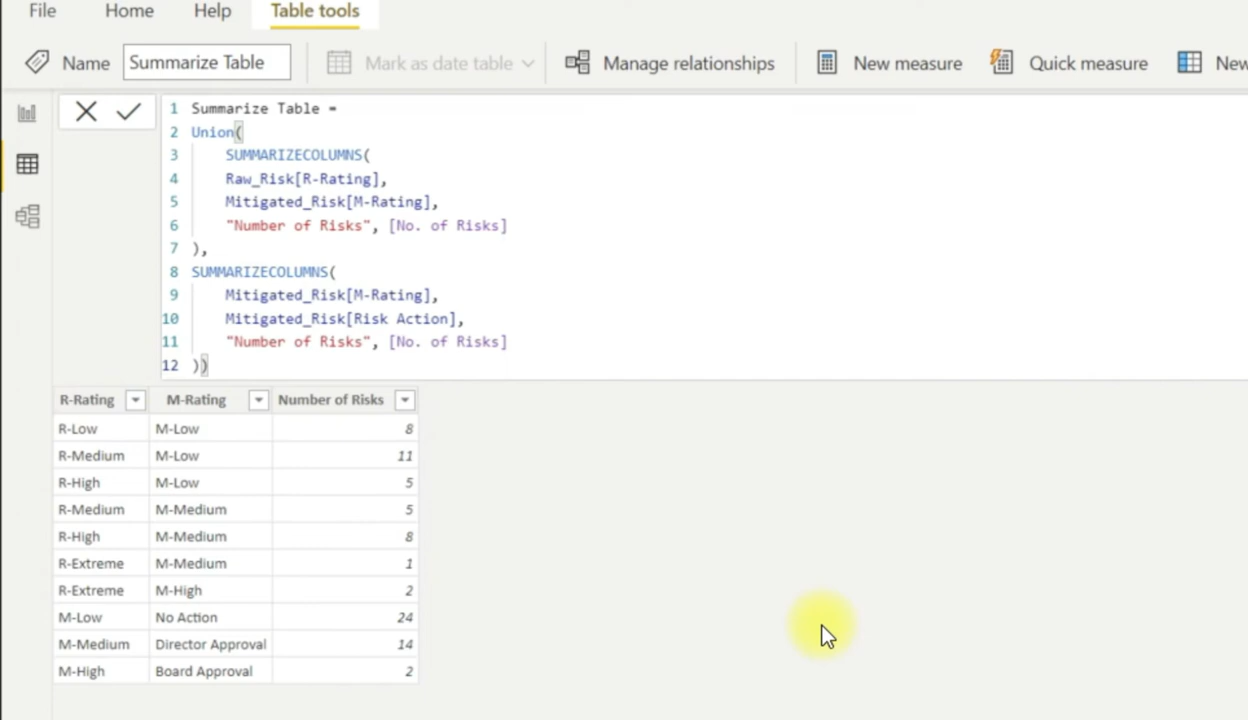 File Home Help Table tools
Name Summarize Table Mark as date table Manage relationships New measure Quick measure New
1 Summarize Table =
2 Union(
3 SUMMARIZECOLUMNS(
4 Raw_Risk[R-Rating],
5 Mitigated_Risk[M-Rating],
6 "Number of Risks", [No. of Risks]
7 ),
8 SUMMARIZECOLUMNS(
9 Mitigated_Risk[M-Rating],
10 Mitigated_Risk[Risk Action],
11 "Number of Risks", [No. of Risks]
12 ))
R-Rating M-Rating Number of Risks
R-Low M-Low 8
R-Medium M-Low 11
R-High M-Low 5
R-Medium M-Medium 5
R-High M-Medium 8
R-Extreme M-Medium 1
R-Extreme M-High 2
M-Low No Action 24
M-Medium Director Approval 14
M-High Board Approval 2